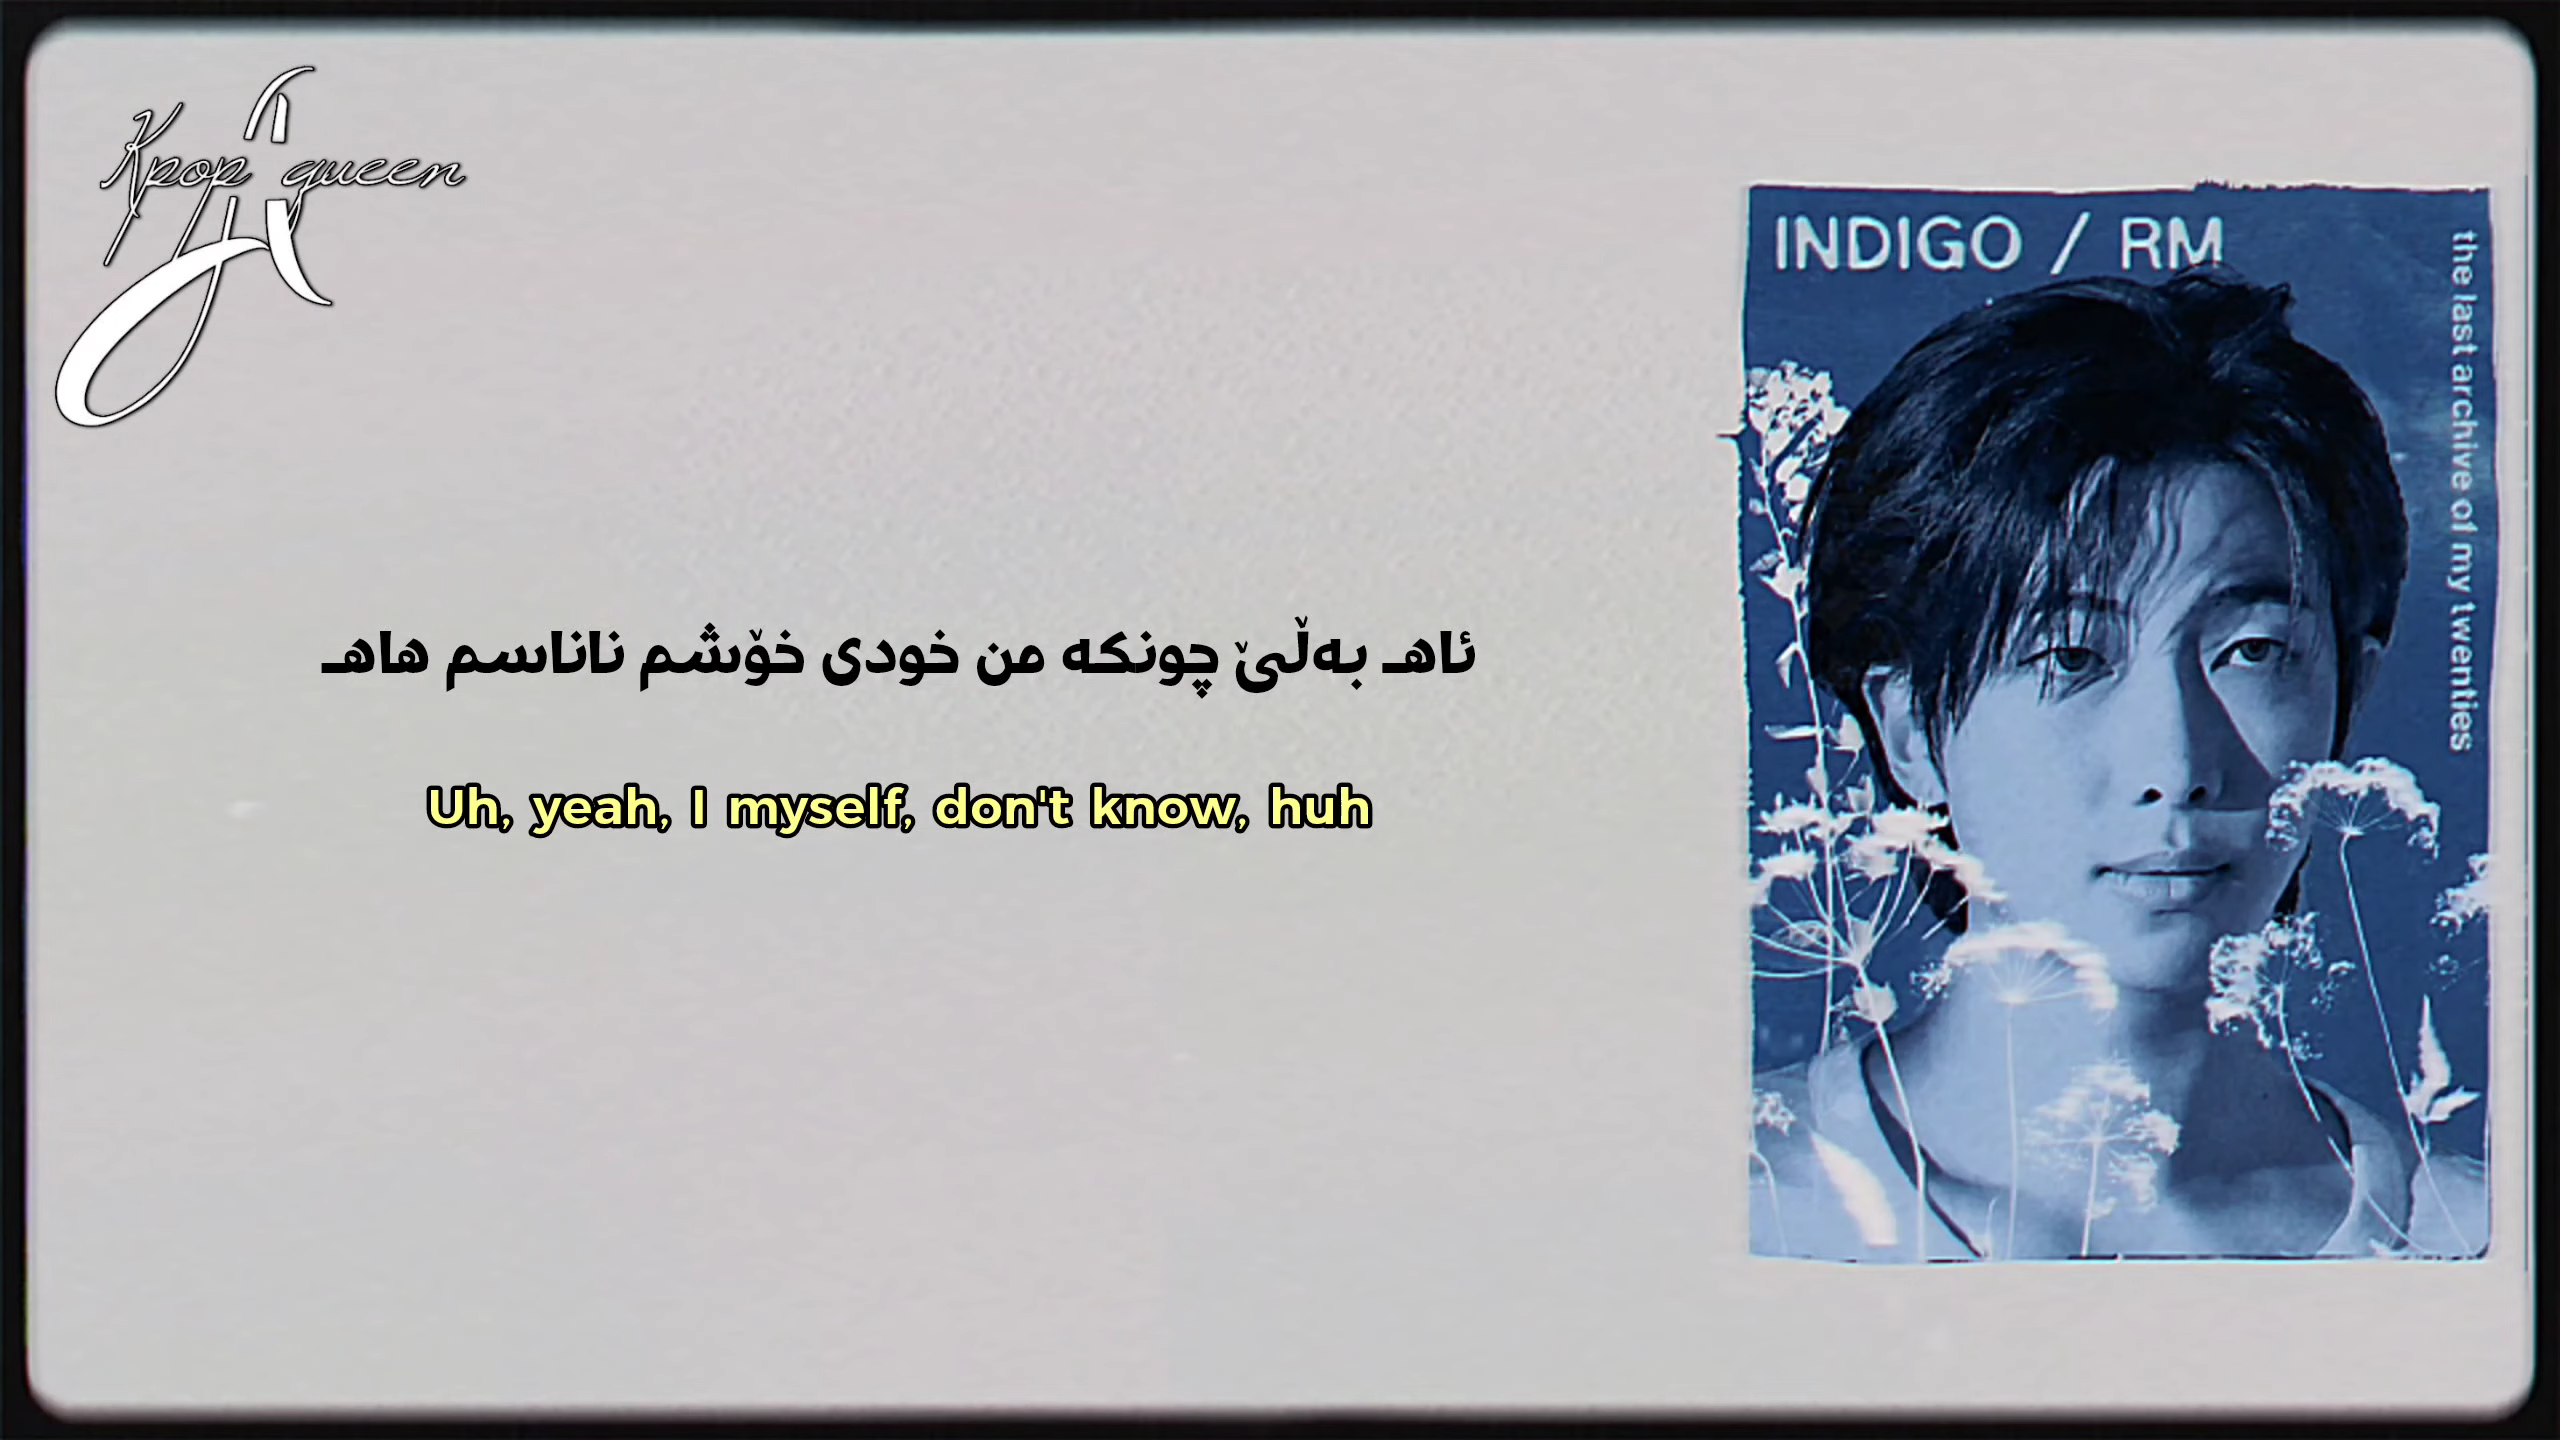 Kpop queen
INDIGO / RM
the last archive of my twenties
ئاهـ بەڵێ چونکە من خودی خۆشم ناناسم هاهـ
Uh, yeah, I myself, don't know, huh